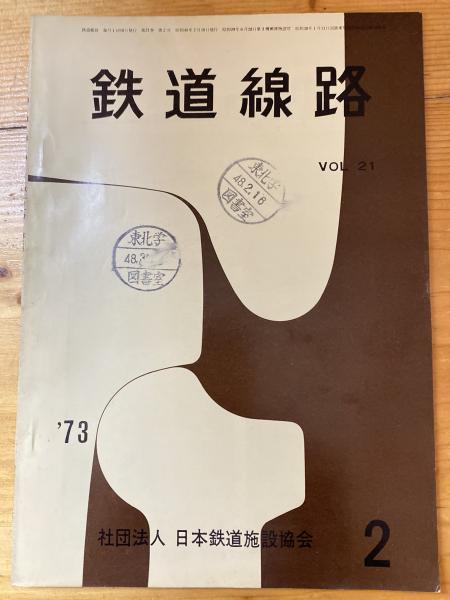 鉄道線路
VOL. 21
東北学
48.2.16
図書室
東北学
48.
図書室
'73
社団法人 日本鉄道施設協会
2